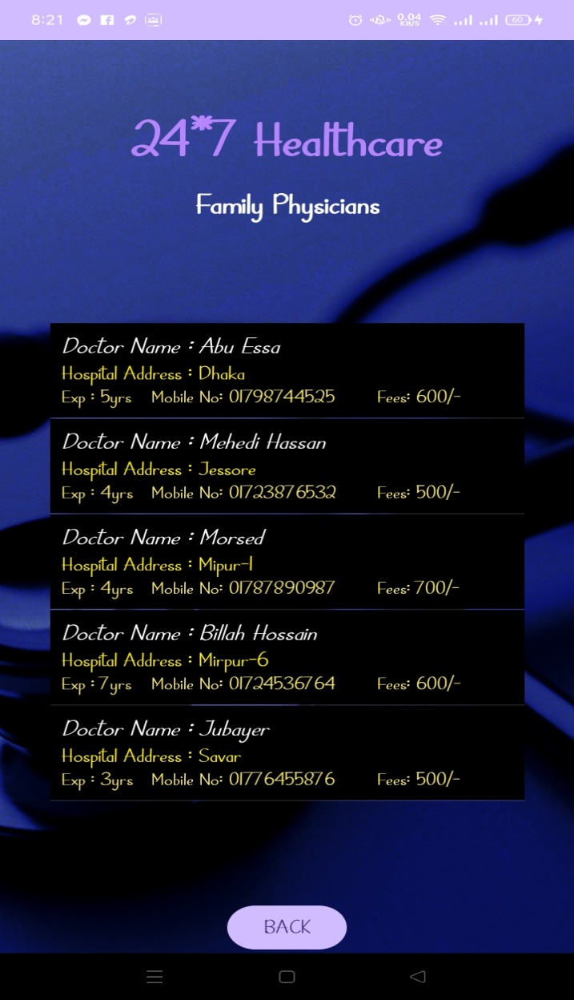 8:21
0.04
KB/S
60
24*7 Healthcare
Family Physicians
Doctor Name : Abu Essa
Hospital Address : Dhaka
Exp : 5yrs Mobile No: 01798744525 Fees: 600/-
Doctor Name : Mehedi Hassan
Hospital Address : Jessore
Exp : 4yrs Mobile No: 01723876532 Fees: 500/-
Doctor Name : Morsed
Hospital Address : Mipur-1
Exp : 4yrs Mobile No: 01787890987 Fees: 700/-
Doctor Name : Billah Hossain
Hospital Address : Mirpur-6
Exp : 7yrs Mobile No: 01724536764 Fees: 600/-
Doctor Name : Jubayer
Hospital Address : Savar
Exp : 3yrs Mobile No: 01776455876 Fees: 500/-
BACK